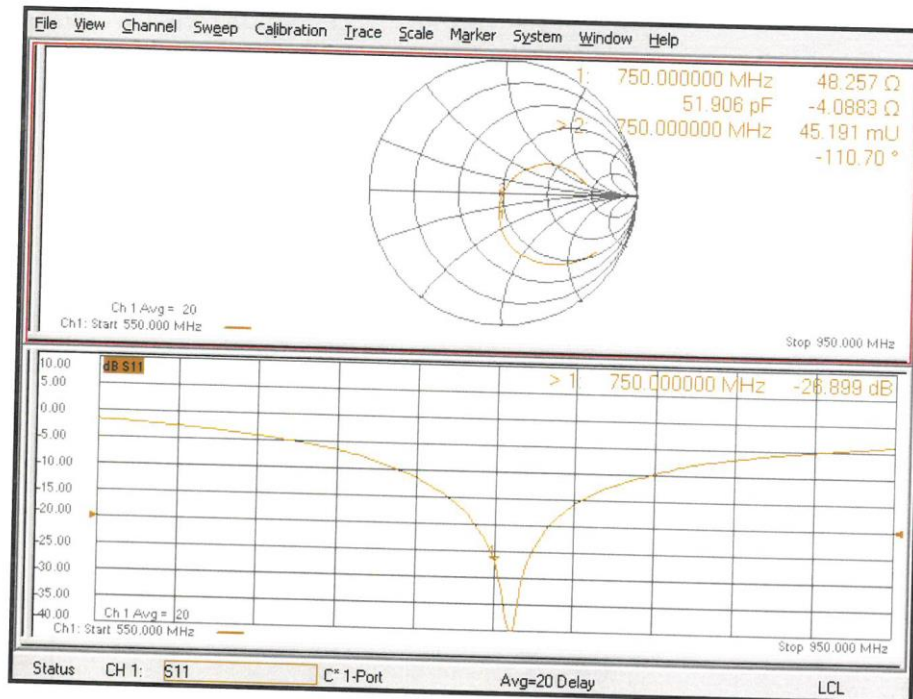 File View Channel Sweep Calibration Trace Scale Marker System Window Help
1: 750.000000 MHz 48.257 Ω
51.906 pF -4.0883 Ω
> 2: 750.000000 MHz 45.191 mU
-110.70 °
Ch 1 Avg = 20
Ch1: Start 550.000 MHz
Stop 950.000 MHz
10.00
dB S11
> 1: 750.000000 MHz -26.899 dB
5.00
0.00
-5.00
-10.00
-15.00
-20.00
-25.00
-30.00
-35.00
-40.00
Ch 1 Avg = 20
Ch1: Start 550.000 MHz
Stop 950.000 MHz
Status CH 1: S11 C* 1-Port Avg=20 Delay LCL